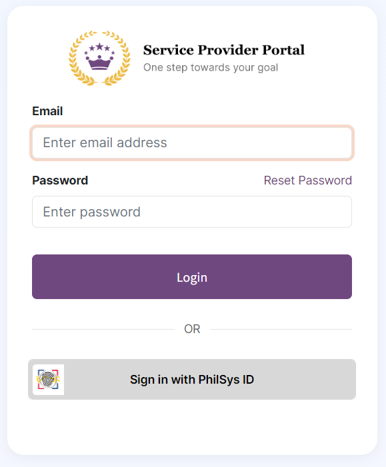 Service Provider Portal
One step towards your goal
Email
Enter email address
Password Reset Password
Enter password
Login
OR
Sign in with PhilSys ID